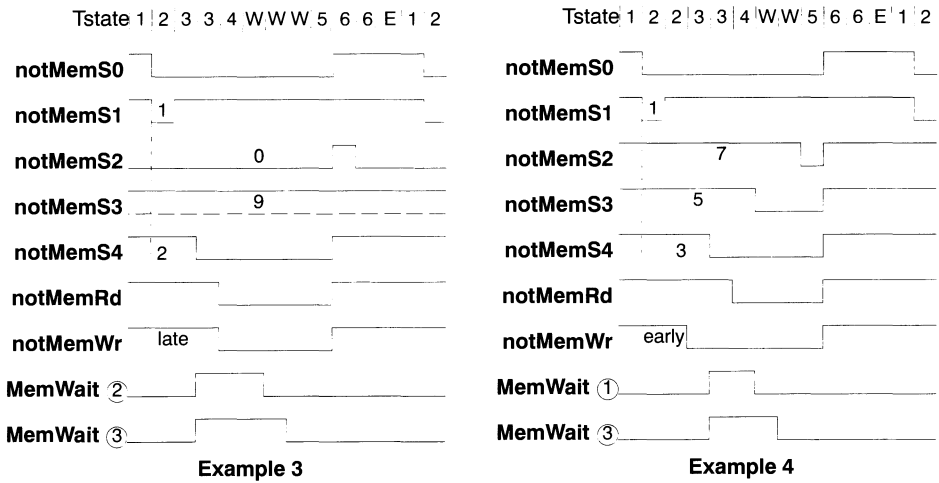 Tstate 1 2 3 3 4 W W W 5 6 6 E 1 2
notMemS0
notMemS1 1
notMemS2 0
notMemS3 9
notMemS4 2
notMemRd
notMemWr late
MemWait 2
MemWait 3
Example 3
Tstate 1 2 2 3 3 4 W W 5 6 6 E 1 2
notMemS0
notMemS1 1
notMemS2 7
notMemS3 5
notMemS4 3
notMemRd
notMemWr early
MemWait 1
MemWait 3
Example 4